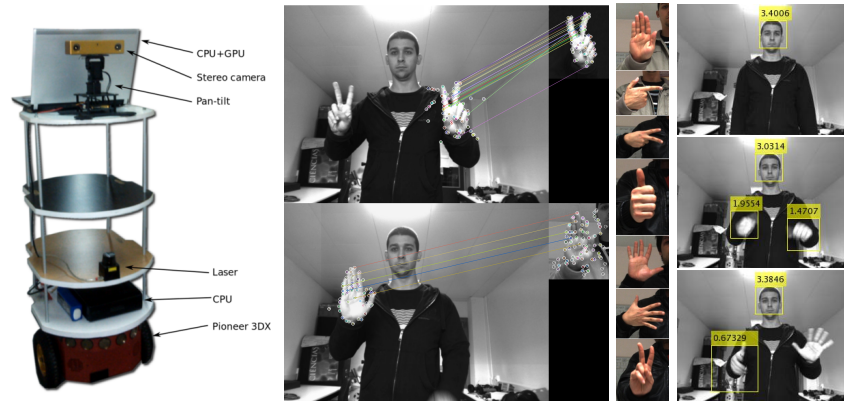 CPU+GPU
Stereo camera
Pan-tilt
Laser
CPU
Pioneer 3DX
3.4006
3.0314
1.9554
1.4707
3.3846
0.67329